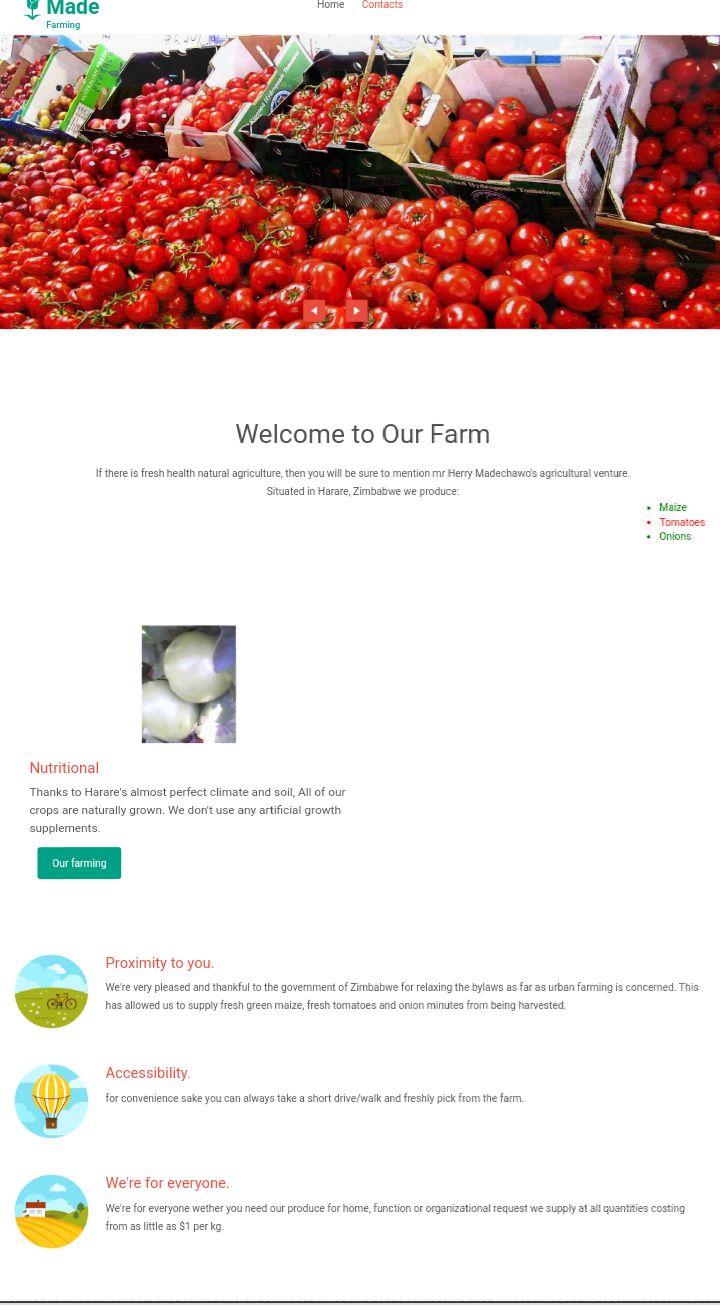 Made
Farming
Home Contacts
Vine Ripened Hydroponic Tomatoes
Welcome to Our Farm
If there is fresh health natural agriculture, then you will be sure to mention mr Herry Madechawo's agricultural venture.
Situated in Harare, Zimbabwe we produce:
Maize
Tomatoes
Onions
Nutritional
Thanks to Harare's almost perfect climate and soil, All of our
crops are naturally grown. We don't use any artificial growth
supplements.
Our farming
Proximity to you.
We're very pleased and thankful to the government of Zimbabwe for relaxing the bylaws as far as urban farming is concerned. This
has allowed us to supply fresh green maize, fresh tomatoes and onion minutes from being harvested.
Accessibility.
for convenience sake you can always take a short drive/walk and freshly pick from the farm.
We're for everyone.
We're for everyone wether you need our produce for home, function or organizational request we supply at all quantities costing
from as little as $1 per kg.